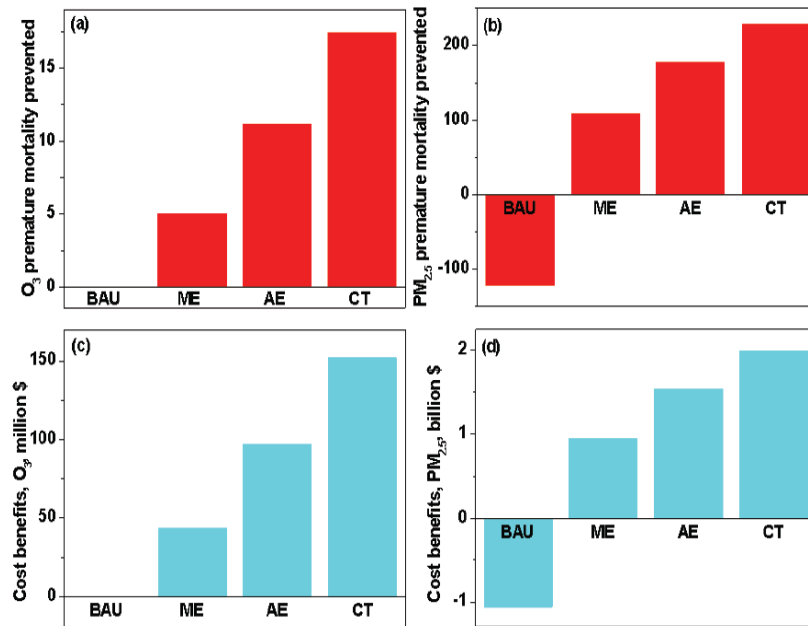 (a)
O₃ premature mortality prevented
15
10
5
0
BAU ME AE CT
(b)
PM₂.₅ premature mortality prevented
200
100
0
-100
BAU ME AE CT
(c)
Cost benefits, O₃, million $
150
100
50
0
BAU ME AE CT
(d)
Cost benefits, PM₂.₅, billion $
2
1
0
-1
BAU ME AE CT